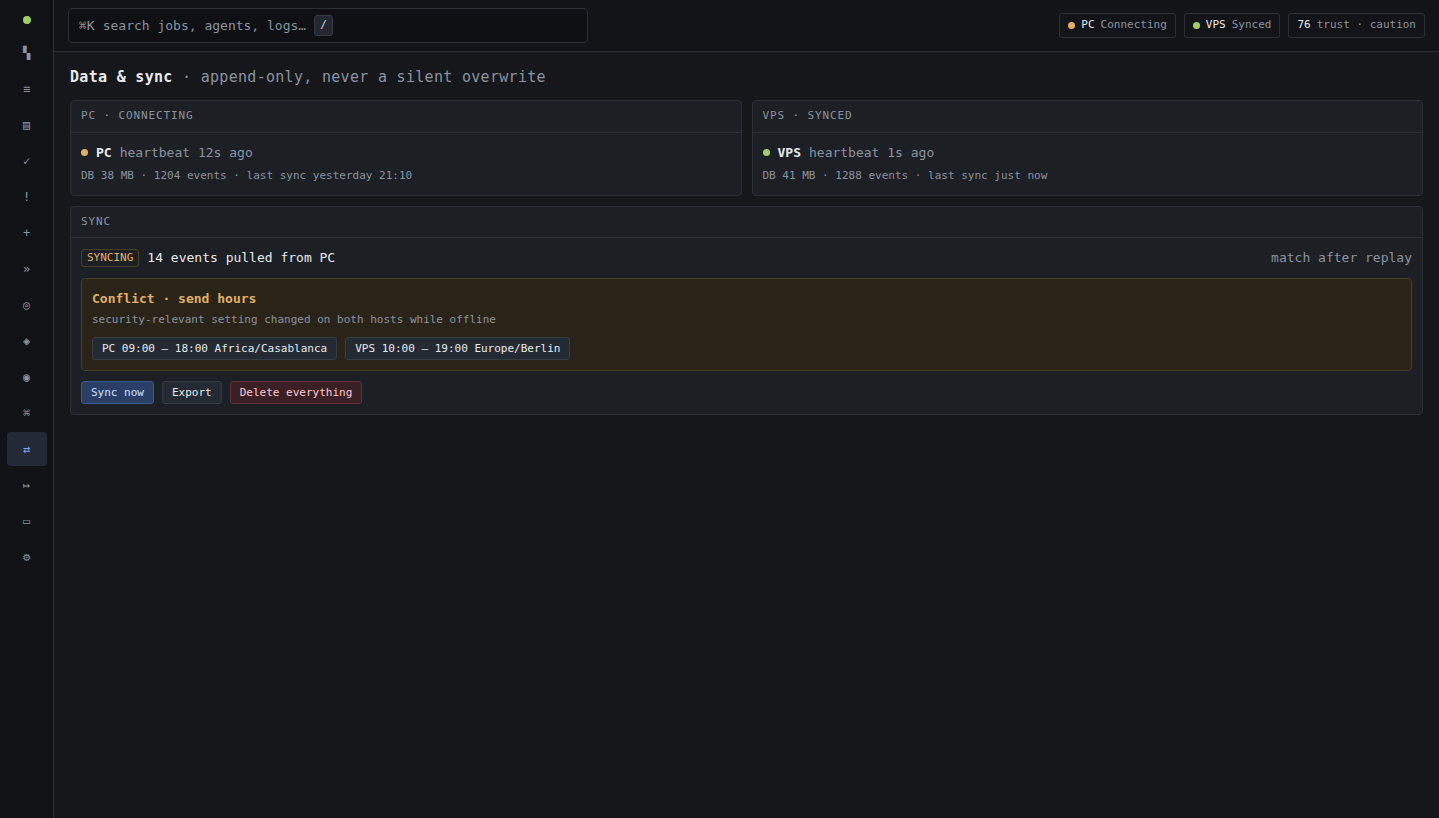 ⌘K search jobs, agents, logs… /
PC Connecting
VPS Synced
76 trust · caution
Data & sync · append-only, never a silent overwrite
PC · CONNECTING
PC heartbeat 12s ago
DB 38 MB · 1204 events · last sync yesterday 21:10
VPS · SYNCED
VPS heartbeat 1s ago
DB 41 MB · 1288 events · last sync just now
SYNC
SYNCING 14 events pulled from PC
match after replay
Conflict · send hours
security-relevant setting changed on both hosts while offline
PC 09:00 – 18:00 Africa/Casablanca
VPS 10:00 – 19:00 Europe/Berlin
Sync now
Export
Delete everything